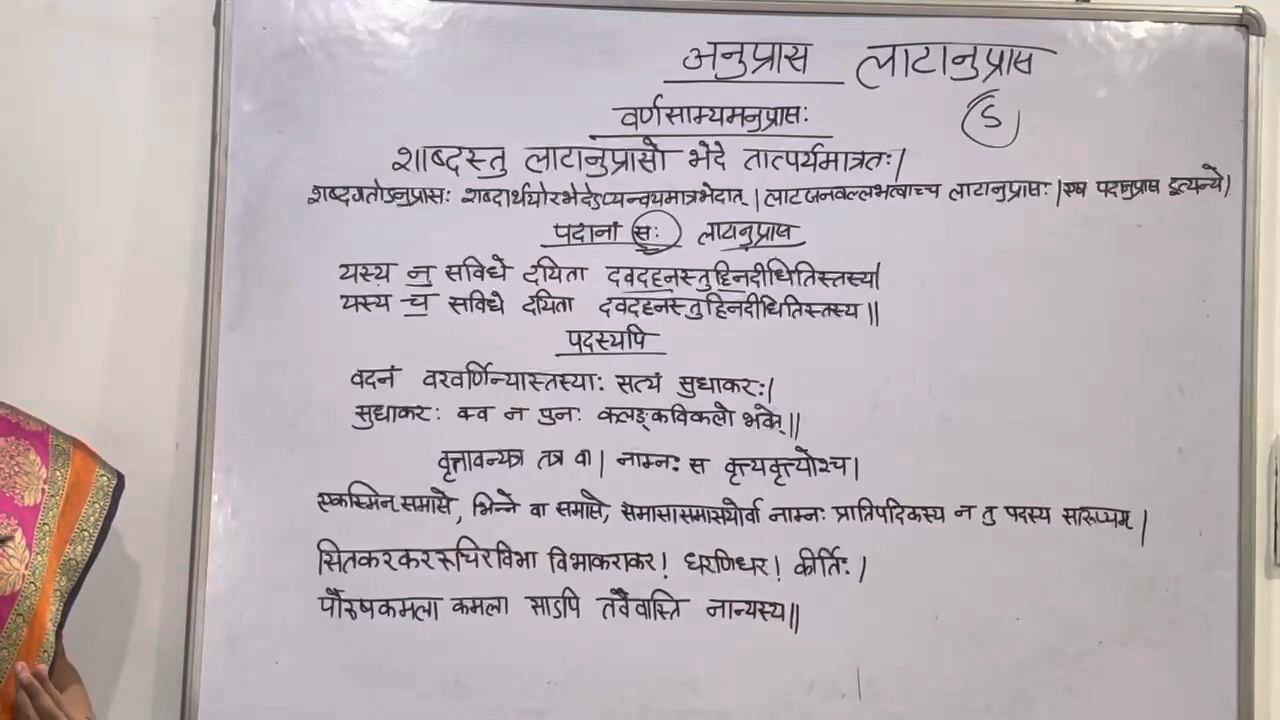 अनुप्रास लाटानुप्रास
५
वर्णसाम्यमनुप्रासः
शाब्दस्तु लाटानुप्रासो भेदे तात्पर्यमात्रतः।
शब्दगतोऽनुप्रासः शब्दार्थयोरभेदेऽप्यन्वयमात्रभेदात्। लाटजनवल्लभत्वाच्च लाटानुप्रासः। एष पदानुप्रास इत्यन्ये।
पदानां सः लाटानुप्रास
यस्य न सविधे दयिता दवदहनस्तुहिनदीधितिस्तस्य।
यस्य च सविधे दयिता दवदहनस्तुहिनदीधितिस्तस्य॥
पदस्यपि
वदनं वरवर्णिन्यास्तस्याः सत्यं सुधाकरः।
सुधाकरः क्व न पुनः कलङ्कविकलो भवेत्॥
वृत्तावन्यत्र तत्र वा। नाम्नः स वृत्त्यवृत्त्योश्च।
एकस्मिन् समासे, भिन्ने वा समासे, समासासमासयोर्वा नाम्नः प्रातिपदिकस्य न तु पदस्य सारूप्यम्।
सितकरकररुचिरविभा विभाकराकार! धरणिधर! कीर्तिः।
पौरुषकमला कमला साऽपि तवैवास्ति नान्यस्य॥